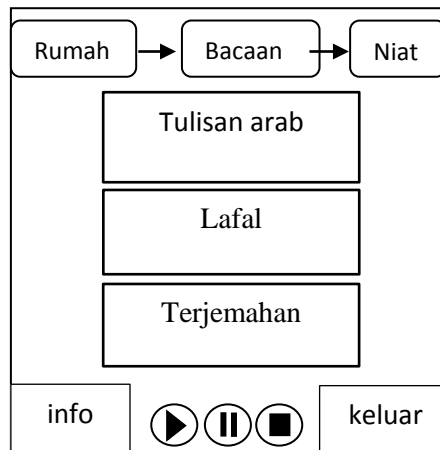 Rumah Bacaan Niat
Tulisan arab
Lafal
Terjemahan
info keluar